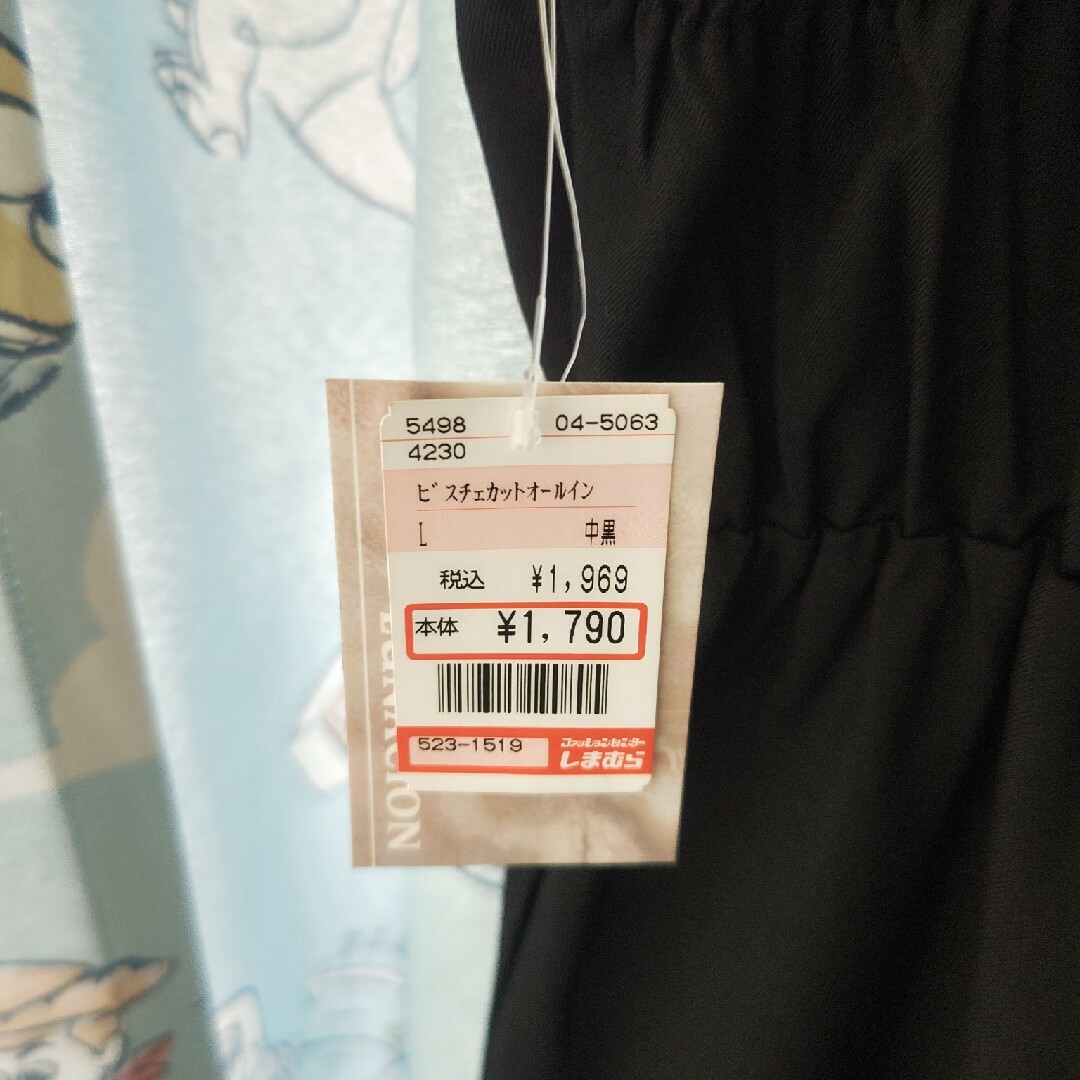 5498 04-5063
4230
ビスチェカットオールイン
L 中黒
税込 ¥1,969
本体 ¥1,790
523-1519
ファッションセンター
しまむら